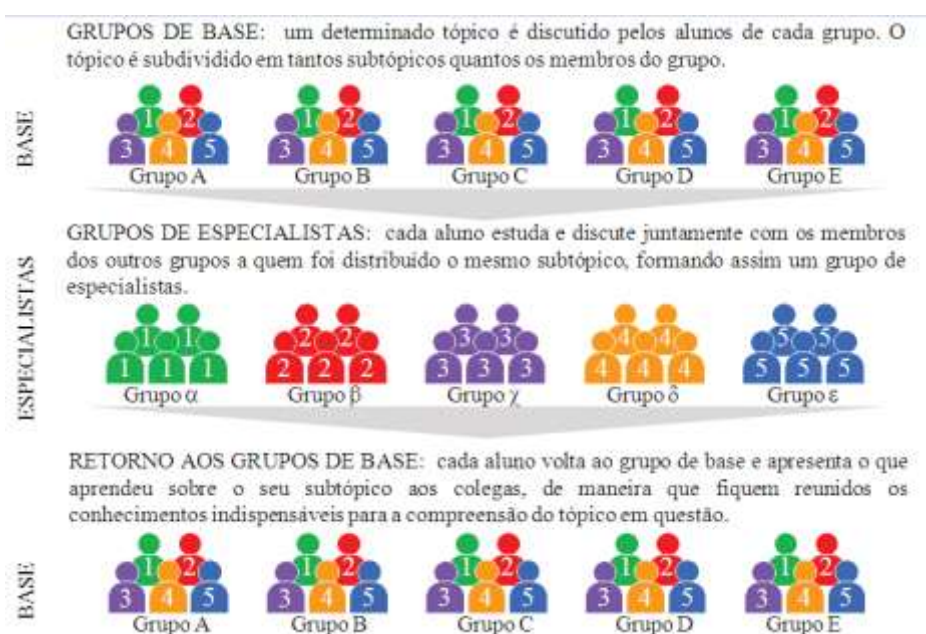 GRUPOS DE BASE: um determinado tópico é discutido pelos alunos de cada grupo. O
tópico é subdividido em tantos subtópicos quantos os membros do grupo.
BASE
1 2 1 2 1 2 1 2 1 2
3 4 5 3 4 5 3 4 5 3 4 5 3 4 5
Grupo A Grupo B Grupo C Grupo D Grupo E
GRUPOS DE ESPECIALISTAS: cada aluno estuda e discute juntamente com os membros
dos outros grupos a quem foi distribuído o mesmo subtópico, formando assim um grupo de
especialistas.
ESPECIALISTAS
1 1 2 2 3 3 4 4 5 5
1 1 1 2 2 2 3 3 3 4 4 4 5 5 5
Grupo α Grupo β Grupo χ Grupo δ Grupo ε
RETORNO AOS GRUPOS DE BASE: cada aluno volta ao grupo de base e apresenta o que
aprendeu sobre o seu subtópico aos colegas, de maneira que fiquem reunidos os
conhecimentos indispensáveis para a compreensão do tópico em questão.
BASE
1 2 1 2 1 2 1 2 1 2
3 4 5 3 4 5 3 4 5 3 4 5 3 4 5
Grupo A Grupo B Grupo C Grupo D Grupo E